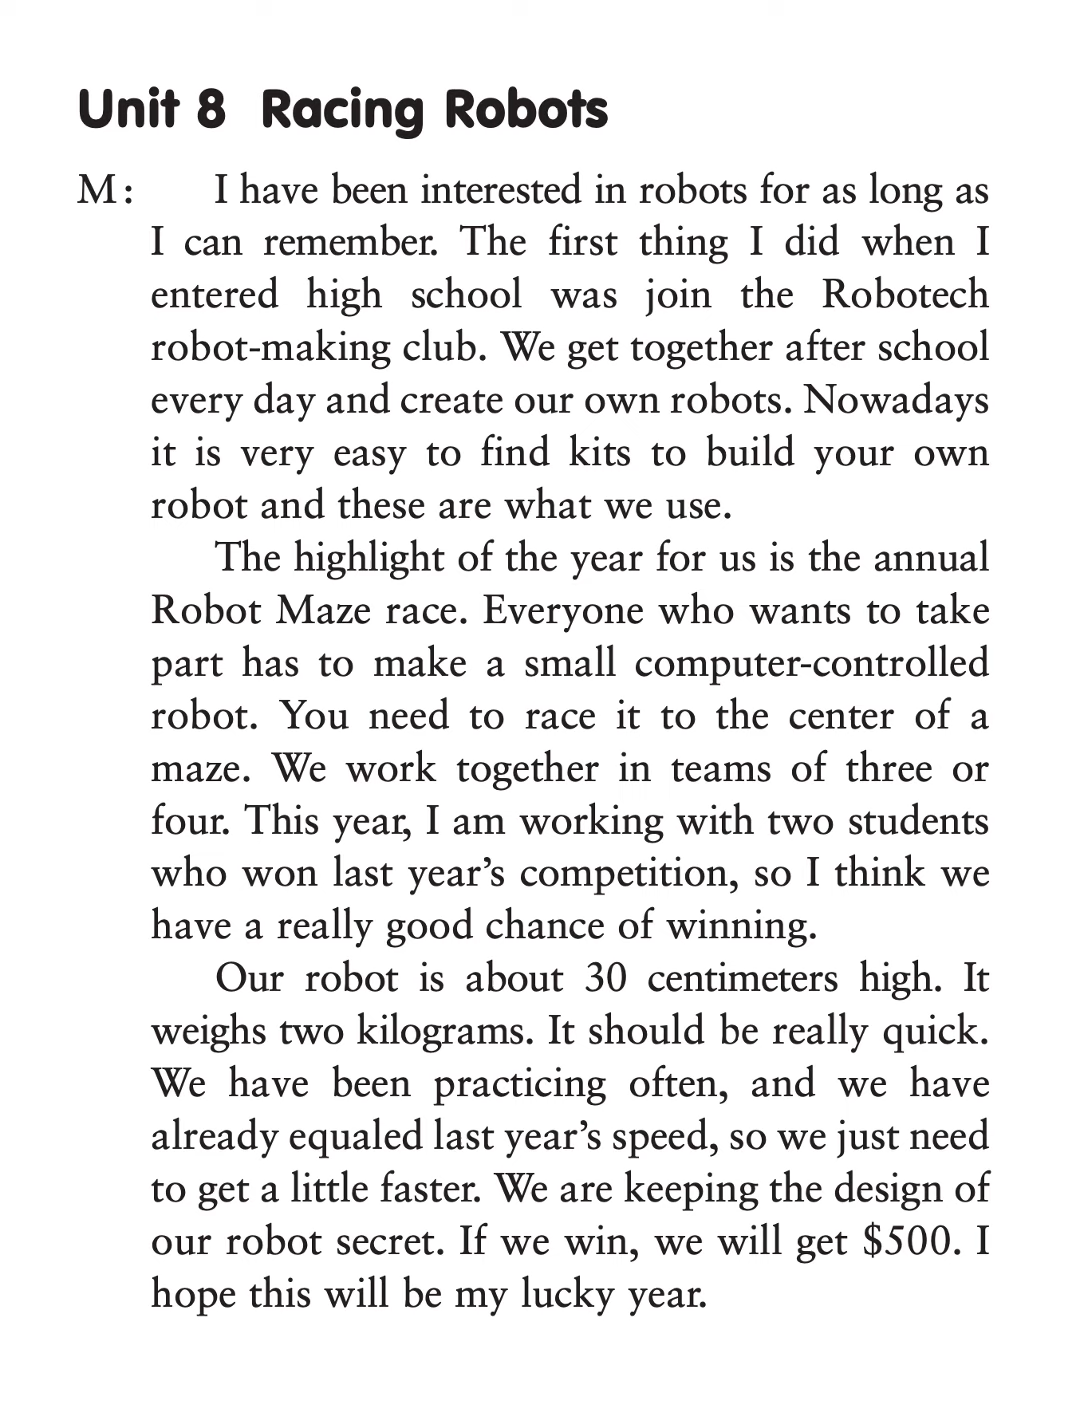 Unit 8 Racing Robots
M: I have been interested in robots for as long as
I can remember. The first thing I did when I
entered high school was join the Robotech
robot-making club. We get together after school
every day and create our own robots. Nowadays
it is very easy to find kits to build your own
robot and these are what we use.
The highlight of the year for us is the annual
Robot Maze race. Everyone who wants to take
part has to make a small computer-controlled
robot. You need to race it to the center of a
maze. We work together in teams of three or
four. This year, I am working with two students
who won last year’s competition, so I think we
have a really good chance of winning.
Our robot is about 30 centimeters high. It
weighs two kilograms. It should be really quick.
We have been practicing often, and we have
already equaled last year’s speed, so we just need
to get a little faster. We are keeping the design of
our robot secret. If we win, we will get $500. I
hope this will be my lucky year.